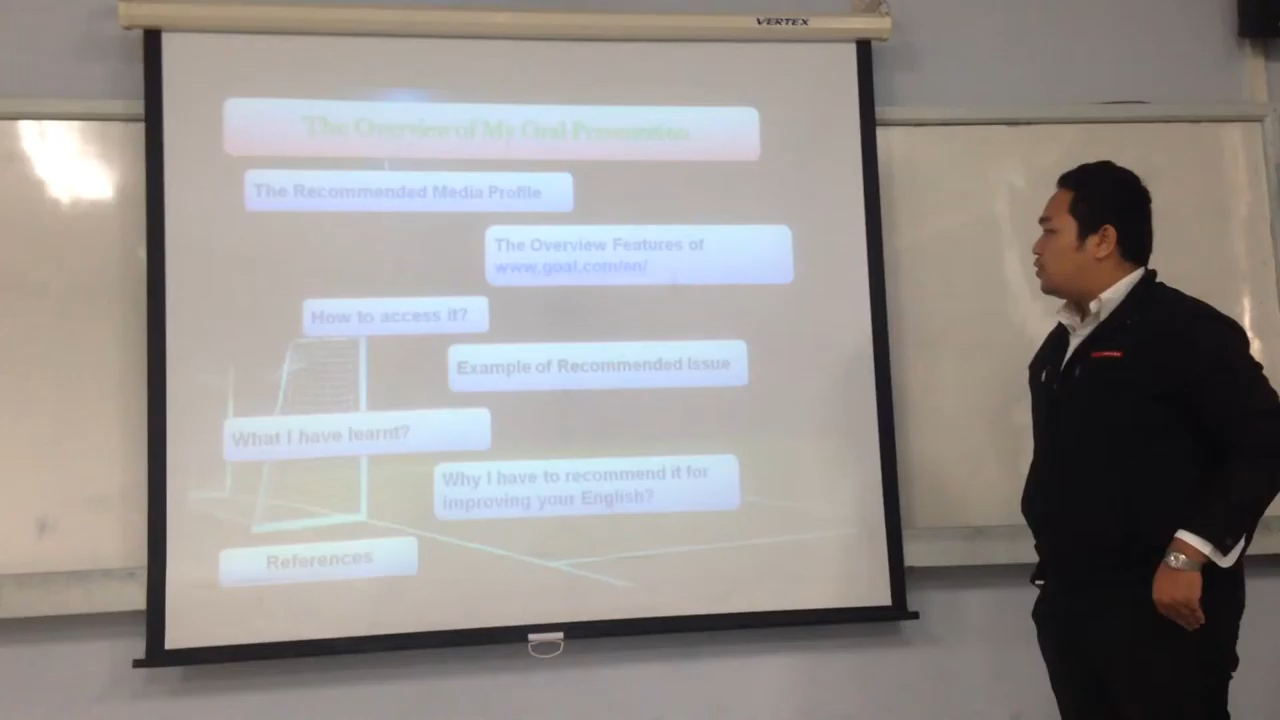 VERTEX
The Overview of My Goal Presentation
The Recommended Media Profile
The Overview Features of
www.goal.com/en/
How to access it?
Example of Recommended Issue
What I have learnt?
Why I have to recommend it for
improving your English?
References